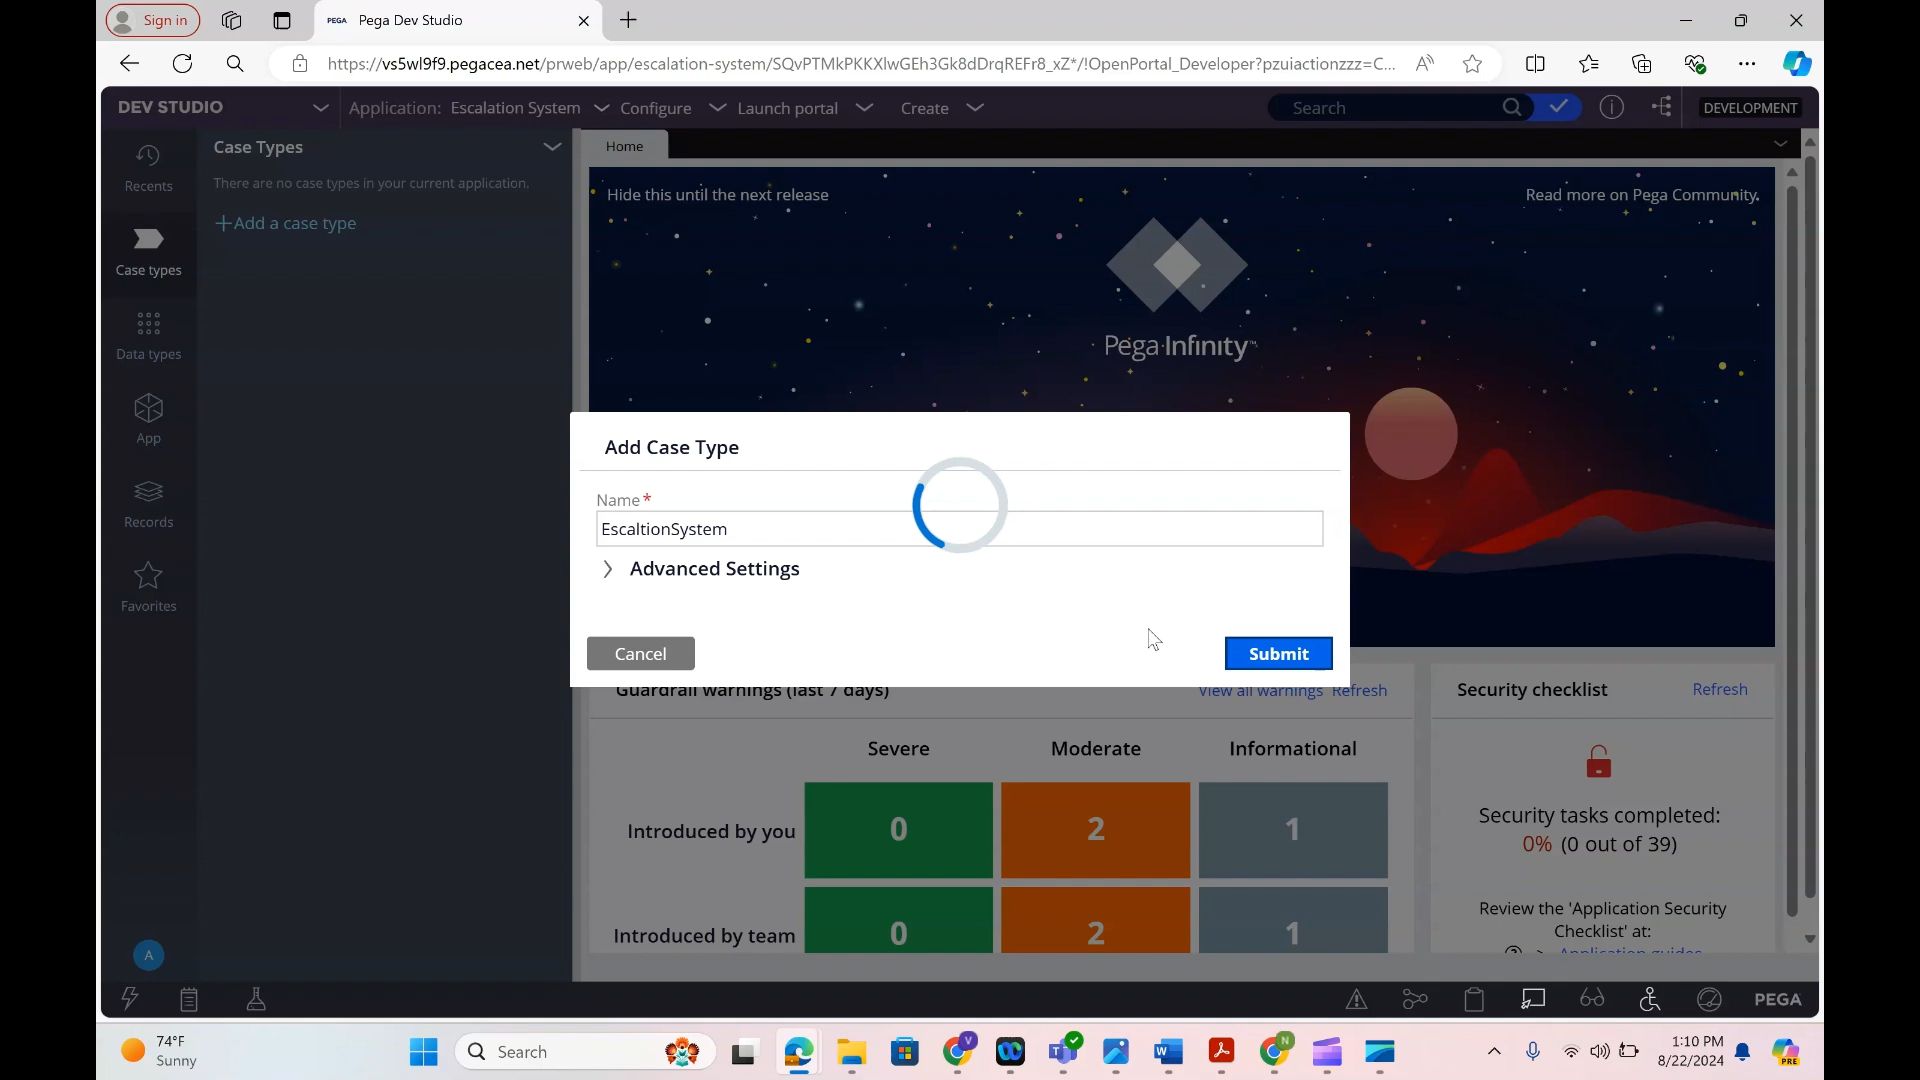 Sign in
PEGA Pega Dev Studio
https://vs5wl9f9.pegacea.net/prweb/app/escalation-system/SQvPTMkPKKXlwGEh3Gk8dDrqREFr8_xZ*/!OpenPortal_Developer?pzuiactionzzz=C...
DEV STUDIO
Application: Escalation System Configure Launch portal Create
Search
DEVELOPMENT
Recents
Case types
Data types
App
Records
Favorites
A
Case Types
There are no case types in your current application.
+Add a case type
Home
Hide this until the next release
Read more on Pega Community.
Pega Infinity™
Add Case Type
Name*
EscaltionSystem
Advanced Settings
Cancel
Submit
Guardrail warnings (last 7 days)
View all warnings Refresh
Severe Moderate Informational
Introduced by you 0 2 1
Introduced by team 0 2 1
Security checklist Refresh
Security tasks completed:
0% (0 out of 39)
Review the 'Application Security
Checklist' at:
Application guides
PEGA
74°F
Sunny
Search
V
N
1:10 PM
8/22/2024
PRE